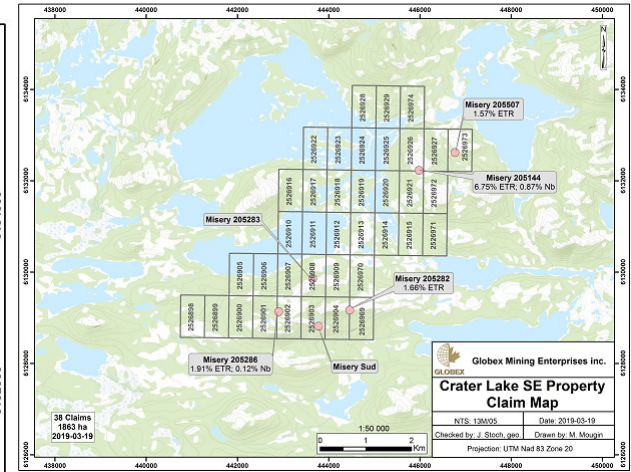 438000 440000 442000 444000 446000 448000 450000
6134000
6134000
6132000
6132000
6130000
6130000
6128000
6128000
6126000
6126000
N
2526928
2526929
2526974
Misery 205507
1.57% ETR
2526922
2526923
2526924
2526925
2526926
2526927
2526973
Misery 205144
6.75% ETR; 0.87% Nb
2526916
2526917
2526918
2526919
2526920
2526921
2526972
Misery 205283
2526910
2526911
2526912
2526913
2526914
2526915
2526971
2526905
2526906
2526907
2526908
2526909
2526970
Misery 205282
1.66% ETR
2526898
2526899
2526900
2526901
2526902
2526903
2526904
2526969
Misery 205286
1.91% ETR; 0.12% Nb
Misery Sud
38 Claims
1863 ha
2019-03-19
1:50 000
0 1 2
Km
GLOBEX
Globex Mining Enterprises inc.
Crater Lake SE Property
Claim Map
NTS: 13M/05
Date: 2019-03-19
Checked by: J. Stoch, geo.
Drawn by: M. Mougin
Projection: UTM Nad 83 Zone 20
438000 440000 442000 444000 446000 448000 450000